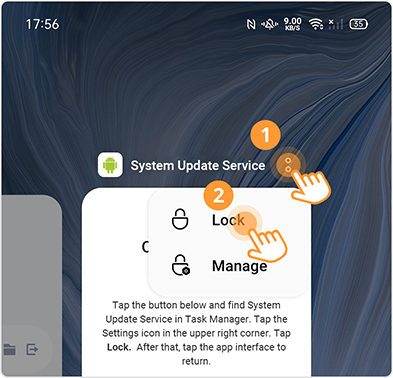 17:56 9.00 KB/S 35
1
System Update Service
2
Lock
Manage
Tap the button below and find System
Update Service in Task Manager. Tap the
Settings icon in the upper right corner. Tap
Lock. After that, tap the app interface to
return.